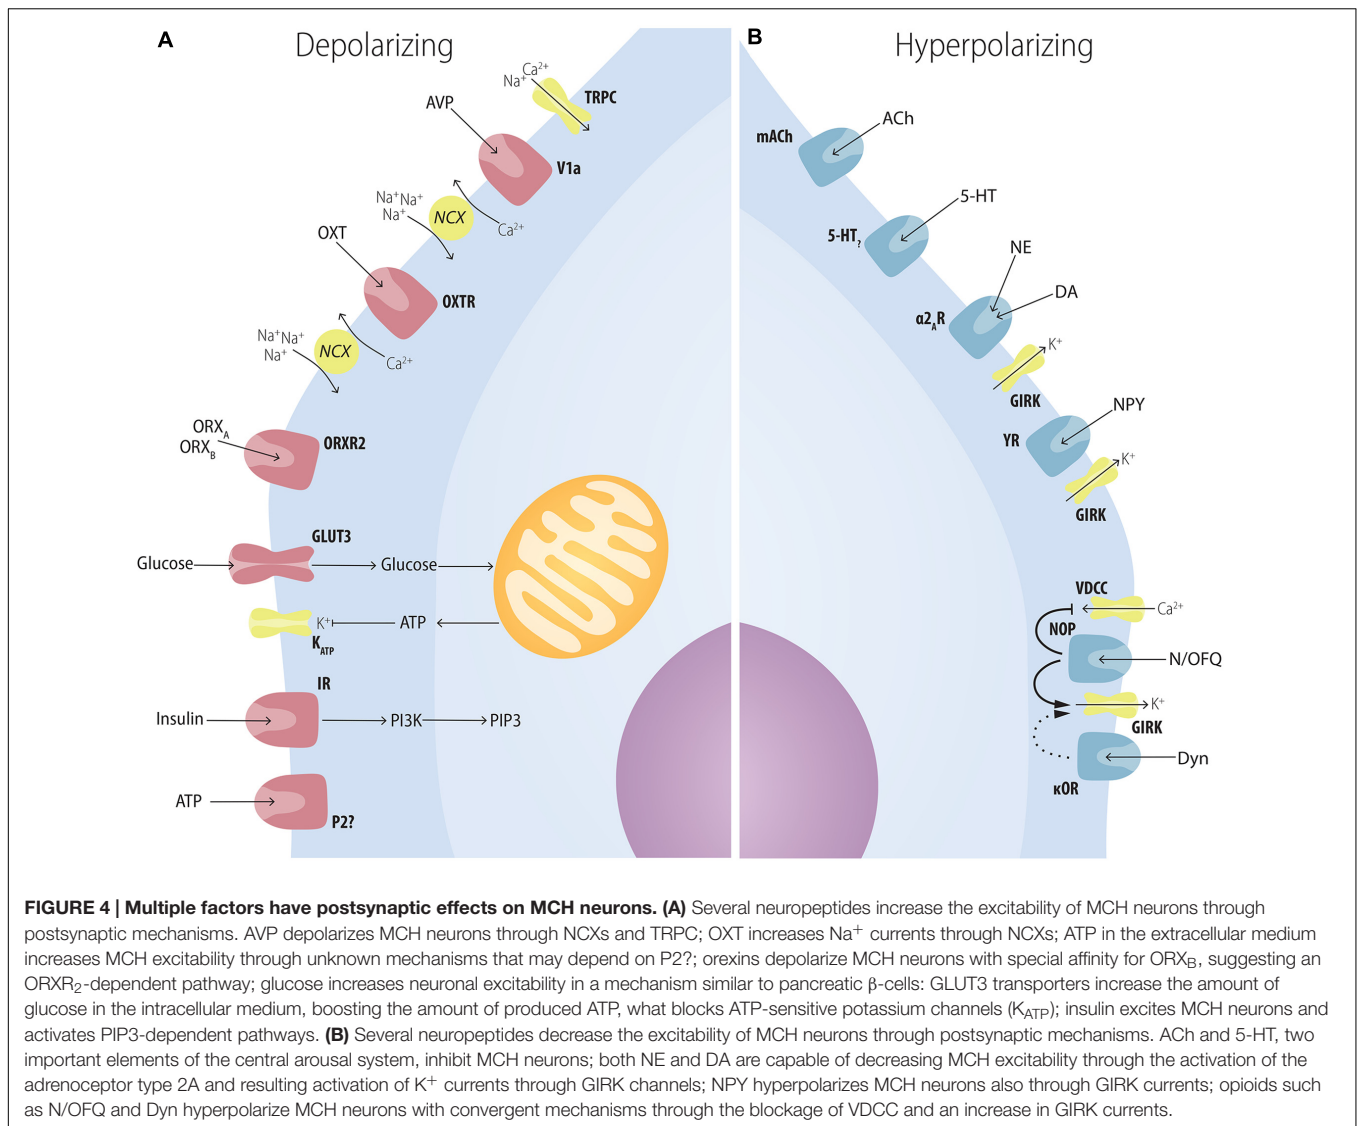 A
Depolarizing
B
Hyperpolarizing
Ca²⁺
Na⁺
TRPC
AVP
V1a
Na⁺Na⁺
Na⁺
NCX
Ca²⁺
OXT
OXTR
Na⁺Na⁺
Na⁺
NCX
Ca²⁺
ORX_A
ORX_B
ORXR2
GLUT3
Glucose
Glucose
K⁺
ATP
K_ATP
IR
Insulin
PI3K
PIP3
ATP
P2?
mACh
ACh
5-HT
5-HT_?
NE
DA
α2_AR
K⁺
GIRK
NPY
YR
K⁺
GIRK
VDCC
Ca²⁺
NOP
N/OFQ
K⁺
GIRK
Dyn
κOR
FIGURE 4 | Multiple factors have postsynaptic effects on MCH neurons. (A) Several neuropeptides increase the excitability of MCH neurons through
postsynaptic mechanisms. AVP depolarizes MCH neurons through NCXs and TRPC; OXT increases Na⁺ currents through NCXs; ATP in the extracellular medium
increases MCH excitability through unknown mechanisms that may depend on P2?; orexins depolarize MCH neurons with special affinity for ORX_B, suggesting an
ORXR₂-dependent pathway; glucose increases neuronal excitability in a mechanism similar to pancreatic β-cells: GLUT3 transporters increase the amount of
glucose in the intracellular medium, boosting the amount of produced ATP, what blocks ATP-sensitive potassium channels (K_ATP); insulin excites MCH neurons and
activates PIP3-dependent pathways. (B) Several neuropeptides decrease the excitability of MCH neurons through postsynaptic mechanisms. ACh and 5-HT, two
important elements of the central arousal system, inhibit MCH neurons; both NE and DA are capable of decreasing MCH excitability through the activation of the
adrenoceptor type 2A and resulting activation of K⁺ currents through GIRK channels; NPY hyperpolarizes MCH neurons also through GIRK currents; opioids such
as N/OFQ and Dyn hyperpolarize MCH neurons with convergent mechanisms through the blockage of VDCC and an increase in GIRK currents.